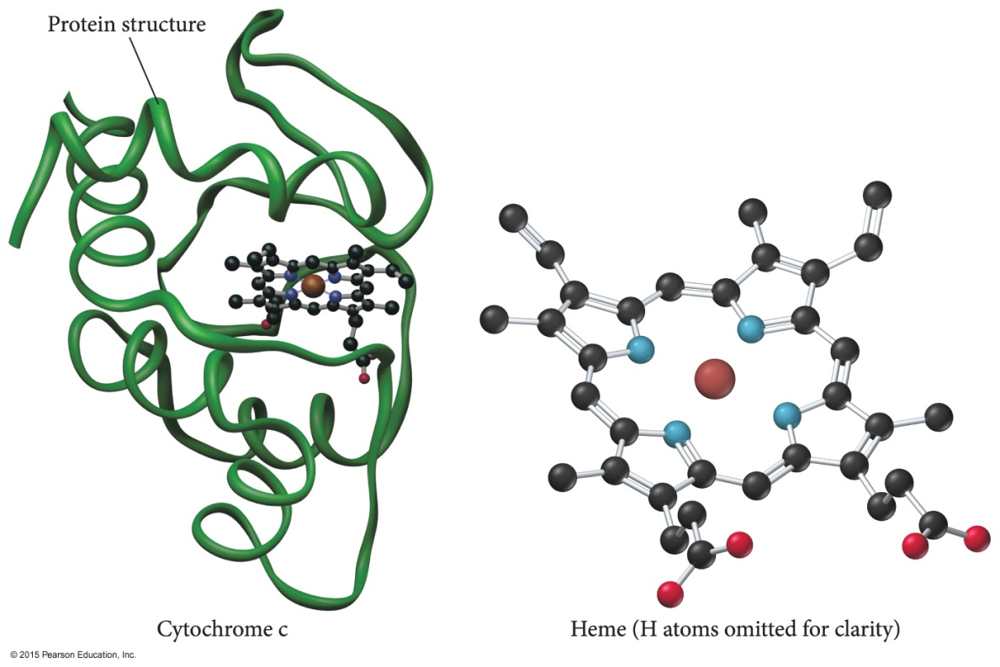 Protein structure
Cytochrome c
Heme (H atoms omitted for clarity)
© 2015 Pearson Education, Inc.